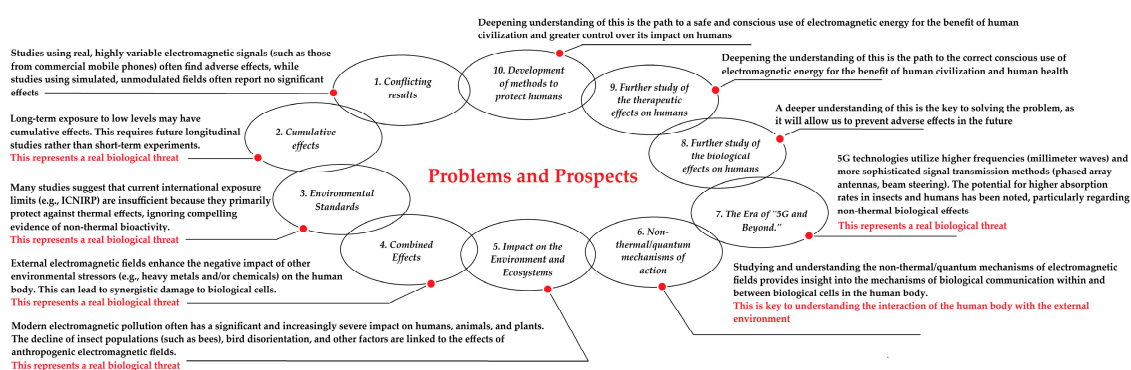 Deepening understanding of this is the path to a safe and conscious use of electromagnetic energy for the benefit of human
civilization and greater control over its impact on humans
Studies using real, highly variable electromagnetic signals (such as those
from commercial mobile phones) often find adverse effects, while
studies using simulated, unmodulated fields often report no significant
effects
1. Conflicting
results
10. Development
of methods to
protect humans
Deepening the understanding of this is the path to the correct conscious use of
electromagnetic energy for the benefit of human civilization and human health
9. Further study of
the therapeutic
effects on humans
Long-term exposure to low levels may have
cumulative effects. This requires future longitudinal
studies rather than short-term experiments.
This represents a real biological threat
2. Cumulative
effects
A deeper understanding of this is the key to solving the problem, as
it will allow us to prevent adverse effects in the future
8. Further study of
the biological
effects on humans
Problems and Prospects
Many studies suggest that current international exposure
limits (e.g., ICNIRP) are insufficient because they primarily
protect against thermal effects, ignoring compelling
evidence of non-thermal bioactivity.
This represents a real biological threat
3. Environmental
Standards
5G technologies utilize higher frequencies (millimeter waves) and
more sophisticated signal transmission methods (phased array
antennas, beam steering). The potential for higher absorption
rates in insects and humans has been noted, particularly regarding
non-thermal biological effects
This represents a real biological threat
7. The Era of "5G and
Beyond."
External electromagnetic fields enhance the negative impact of other
environmental stressors (e.g., heavy metals and/or chemicals) on the human
body. This can lead to synergistic damage to biological cells.
This represents a real biological threat
4. Combined
Effects
5. Impact on the
Environment and
Ecosystems
6. Non-
thermal/quantum
mechanisms of
action
Studying and understanding the non-thermal/quantum mechanisms of electromagnetic
fields provides insight into the mechanisms of biological communication within and
between biological cells in the human body.
This is key to understanding the interaction of the human body with the external
environment
Modern electromagnetic pollution often has a significant and increasingly severe impact on humans, animals, and plants.
The decline of insect populations (such as bees), bird disorientation, and other factors are linked to the effects of
anthropogenic electromagnetic fields.
This represents a real biological threat